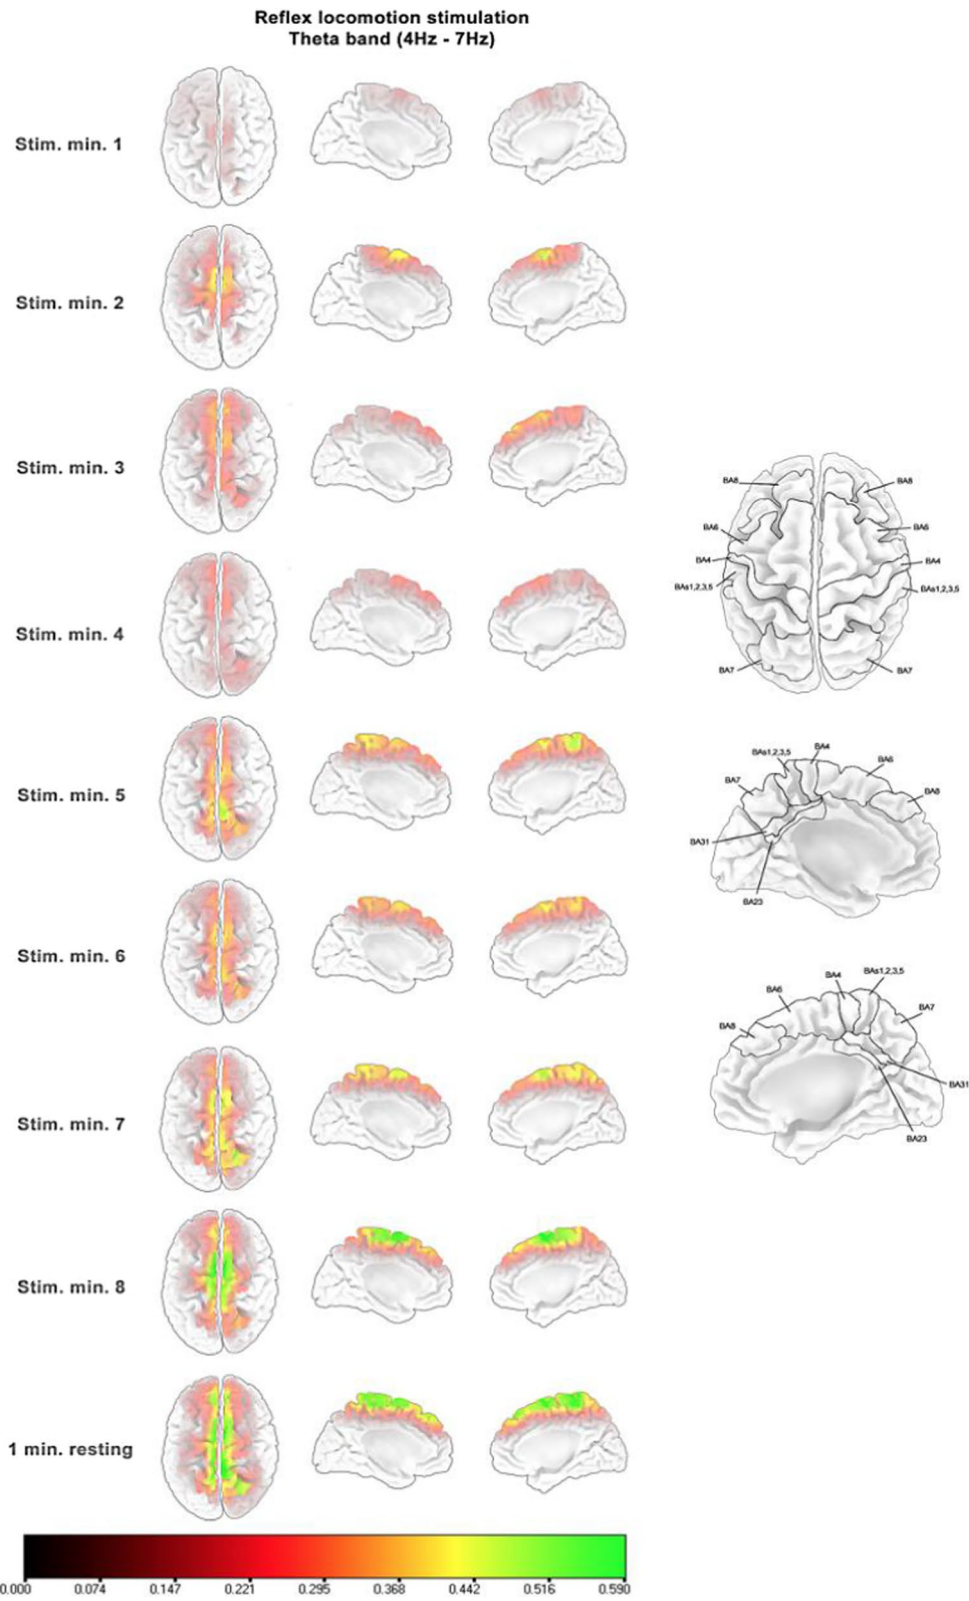 Reflex locomotion stimulation
Theta band (4Hz - 7Hz)
Stim. min. 1
Stim. min. 2
Stim. min. 3
Stim. min. 4
Stim. min. 5
Stim. min. 6
Stim. min. 7
Stim. min. 8
1 min. resting
BA8
BA8
BA6
BA6
BA4
BA4
BAs1,2,3,5
BAs1,2,3,5
BA7
BA7
BAs1,2,3,5
BA4
BA6
BA7
BA8
BA31
BA23
BA4
BAs1,2,3,5
BA6
BA7
BA8
BA31
BA23
0.000 0.074 0.147 0.221 0.295 0.368 0.442 0.516 0.590